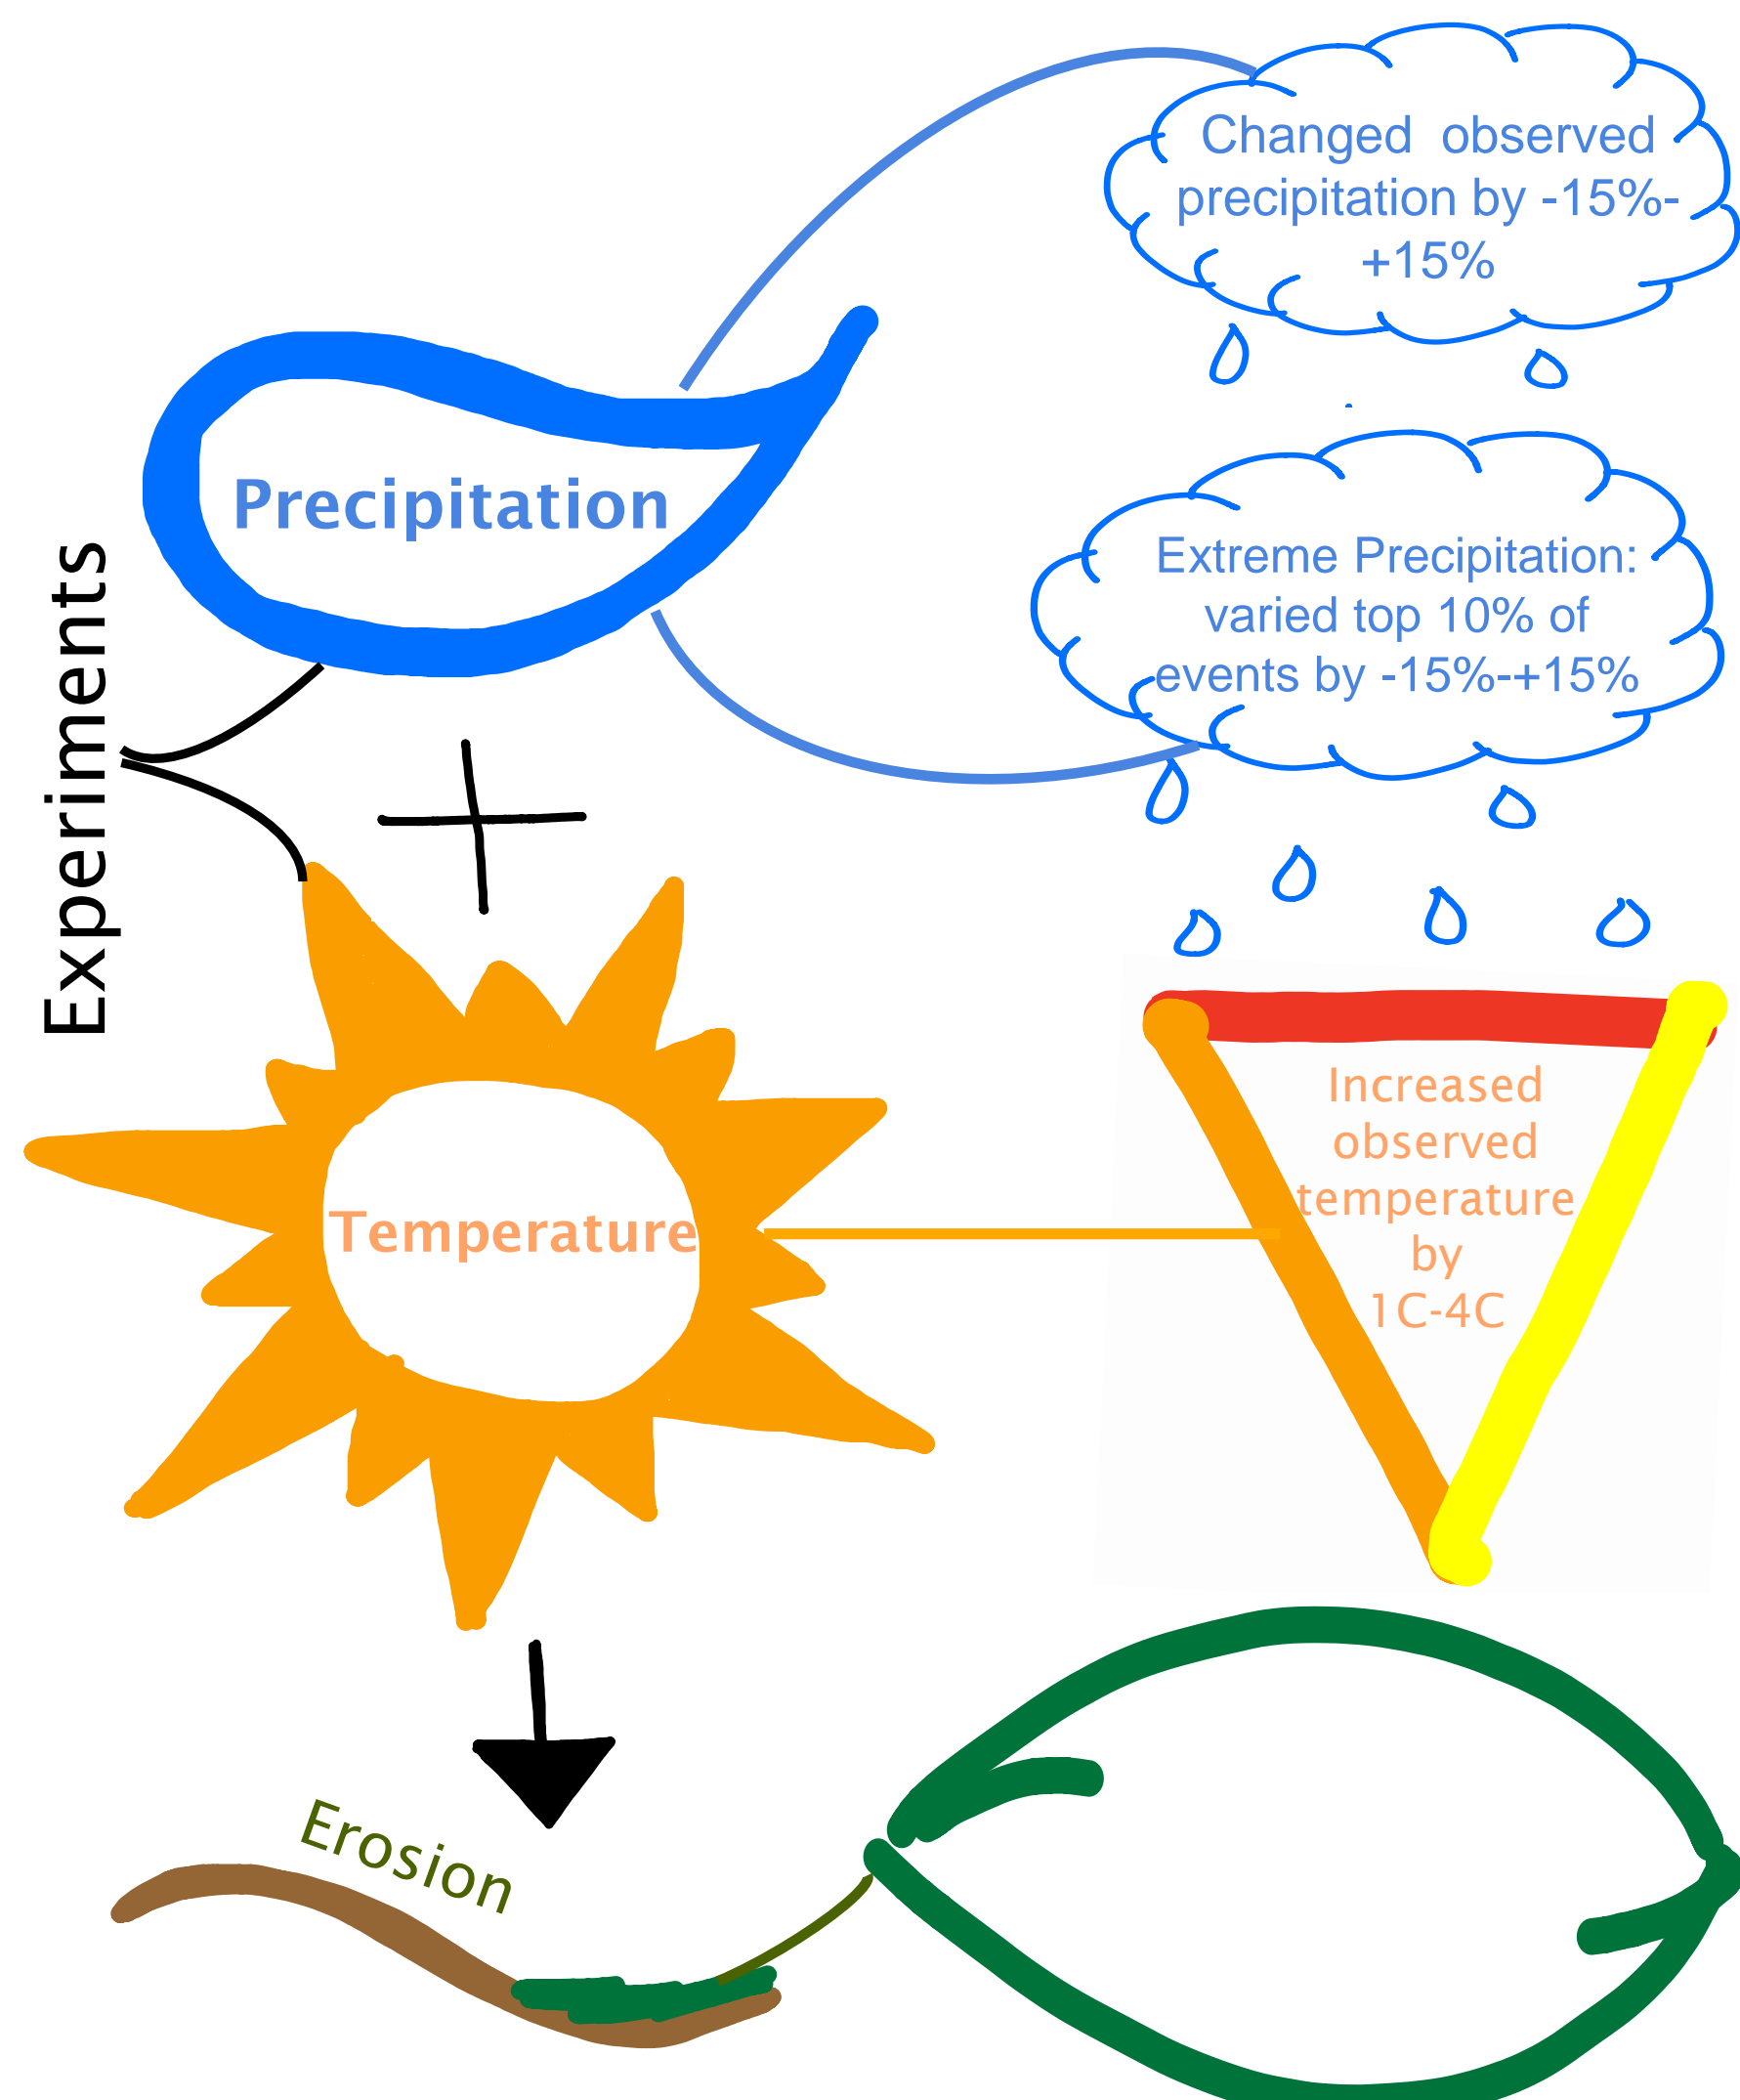 Changed  observed
precipitation by -15%-
+15%
Precipitation
Extreme Precipitation:
varied top 10% of
events by -15%-+15%
Experiments
Increased
observed
temperature
by
1C-4C
Temperature
Erosion